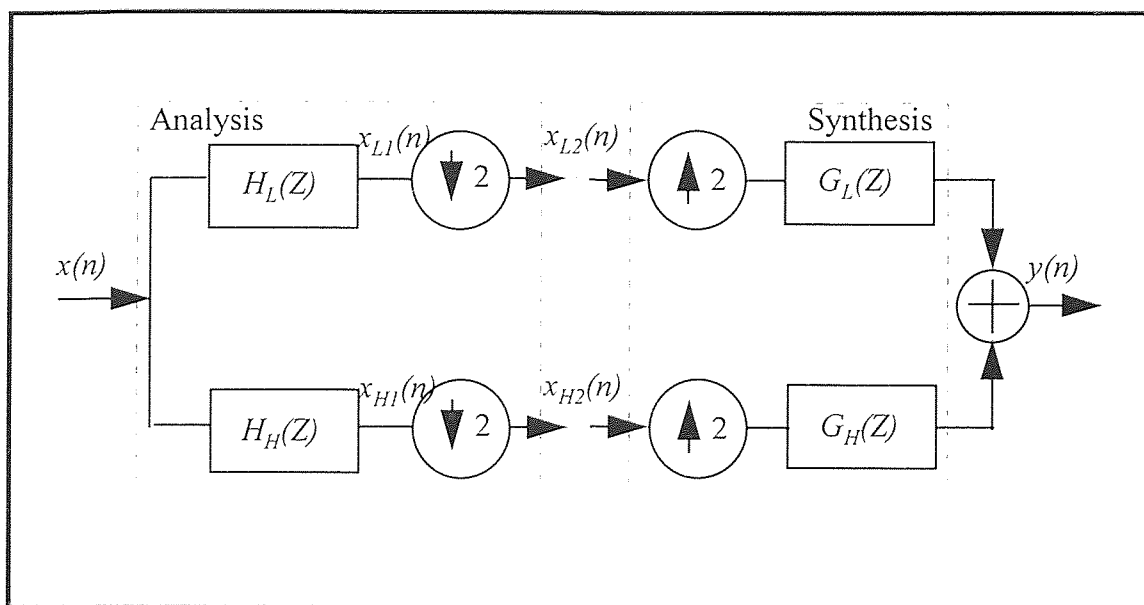 Analysis
Synthesis
x_{L1}(n)
x_{L2}(n)
H_L(Z)
2
2
G_L(Z)
x(n)
y(n)
x_{H1}(n)
x_{H2}(n)
H_H(Z)
2
2
G_H(Z)